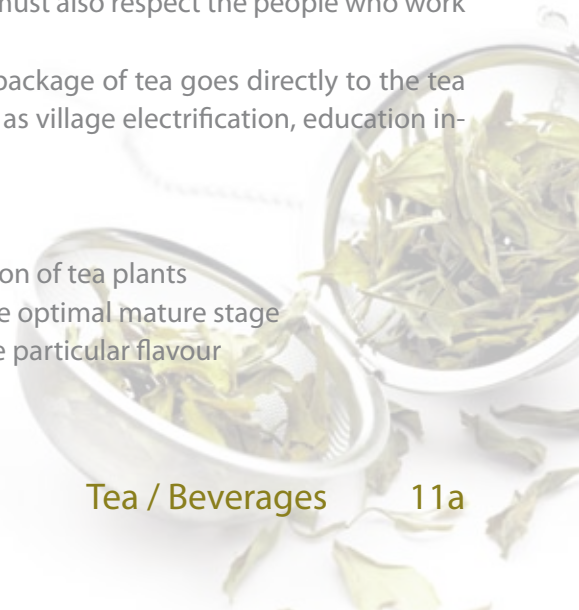 must also respect the people who work
package of tea goes directly to the tea
as village electrification, education in-
on of tea plants
e optimal mature stage
e particular flavour
Tea / Beverages 11a